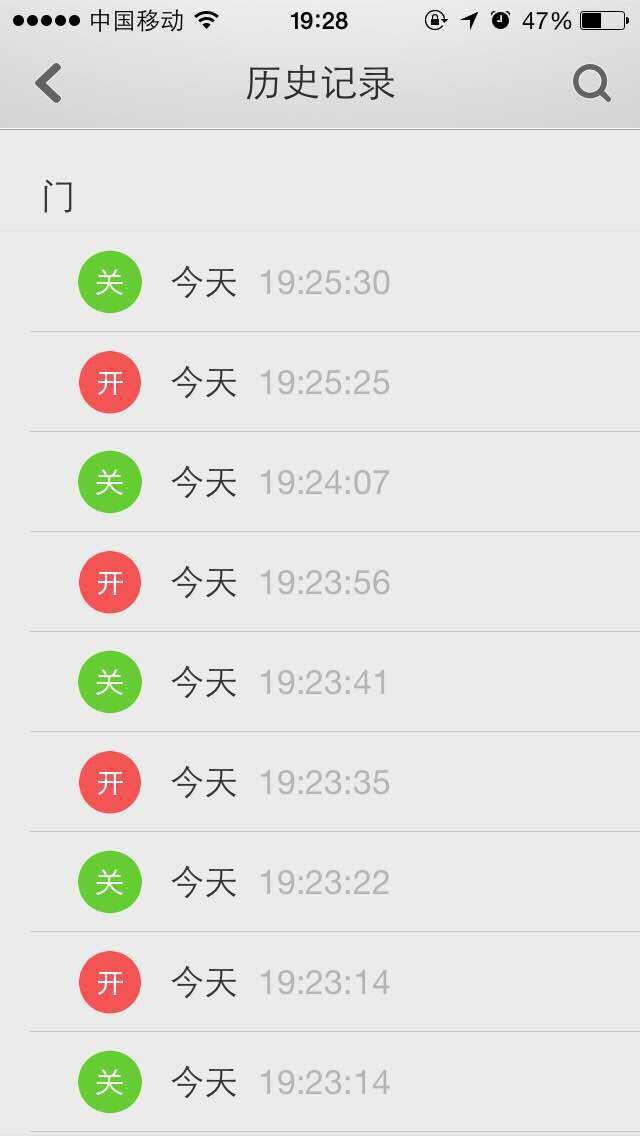 中国移动 19:28 47%
历史记录
门
关 今天 19:25:30
开 今天 19:25:25
关 今天 19:24:07
开 今天 19:23:56
关 今天 19:23:41
开 今天 19:23:35
关 今天 19:23:22
开 今天 19:23:14
关 今天 19:23:14